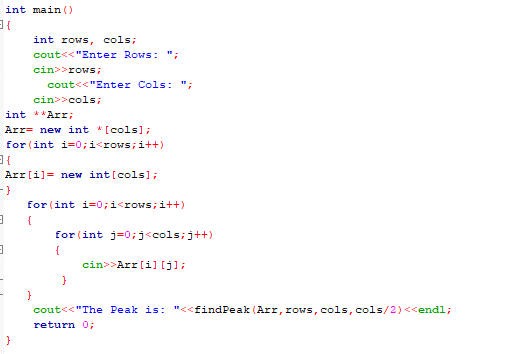 int main()
{
int rows, cols;
cout<<"Enter Rows: ";
cin>>rows;
cout<<"Enter Cols: ";
cin>>cols;
int **Arr;
Arr= new int *[cols];
for(int i=0;i<rows;i++)
{
Arr[i]= new int[cols];
}
for(int i=0;i<rows;i++)
{
for(int j=0;j<cols;j++)
{
cin>>Arr[i][j];
}
}
cout<<"The Peak is: "<<findPeak(Arr,rows,cols,cols/2)<<endl;
return 0;
}